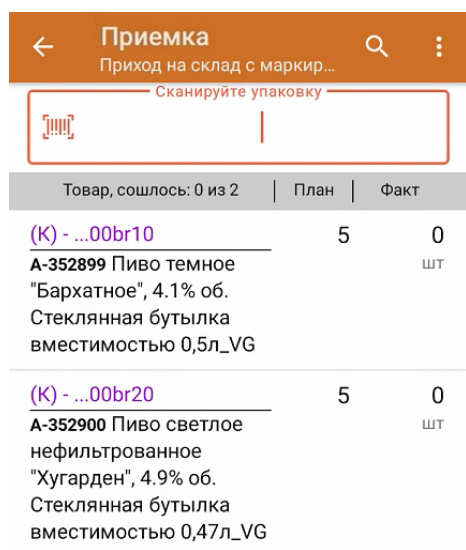 Приемка
Приход на склад с маркир...
Сканируйте упаковку
Товар, сошлось: 0 из 2 | План | Факт
(К) - ...00br10 5 0
А-352899 Пиво темное шт
"Бархатное", 4.1% об.
Стеклянная бутылка
вместимостью 0,5л_VG
(К) - ...00br20 5 0
А-352900 Пиво светлое шт
нефильтрованное
"Хугарден", 4.9% об.
Стеклянная бутылка
вместимостью 0,47л_VG